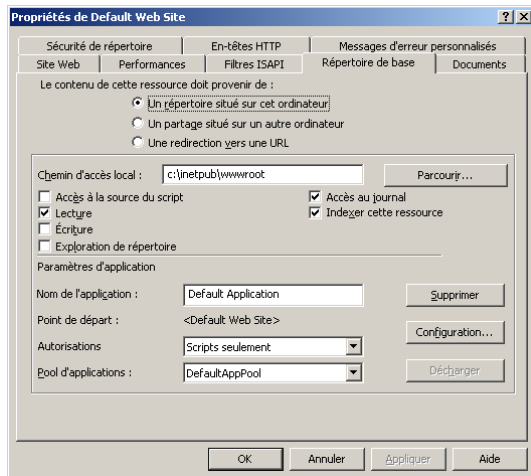 Propriétés de Default Web Site
Sécurité de répertoire
En-têtes HTTP
Messages d'erreur personnalisés
Site Web
Performances
Filtres ISAPI
Répertoire de base
Documents
Le contenu de cette ressource doit provenir de :
Un répertoire situé sur cet ordinateur
Un partage situé sur un autre ordinateur
Une redirection vers une URL
Chemin d'accès local :
c:\inetpub\wwwroot
Parcourir...
Accès à la source du script
Accès au journal
Lecture
Indexer cette ressource
Écriture
Exploration de répertoire
Paramètres d'application
Nom de l'application :
Default Application
Supprimer
Point de départ :
<Default Web Site>
Configuration...
Autorisations
Scripts seulement
Pool d'applications :
DefaultAppPool
Décharger
OK
Annuler
Appliquer
Aide